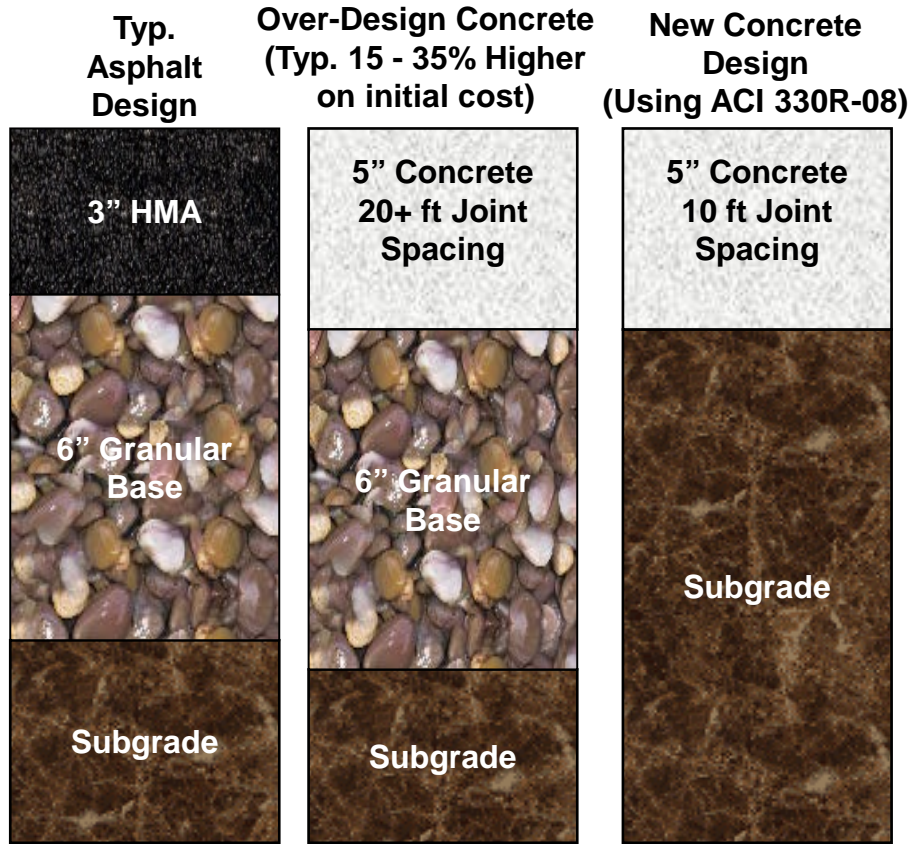 Typ.
Asphalt
Design
3” HMA
6” Granular
Base
Subgrade
Over-Design Concrete
(Typ. 15 - 35% Higher
on initial cost)
5” Concrete
20+ ft Joint
Spacing
6” Granular
Base
Subgrade
New Concrete
Design
(Using ACI 330R-08)
5” Concrete
10 ft Joint
Spacing
Subgrade